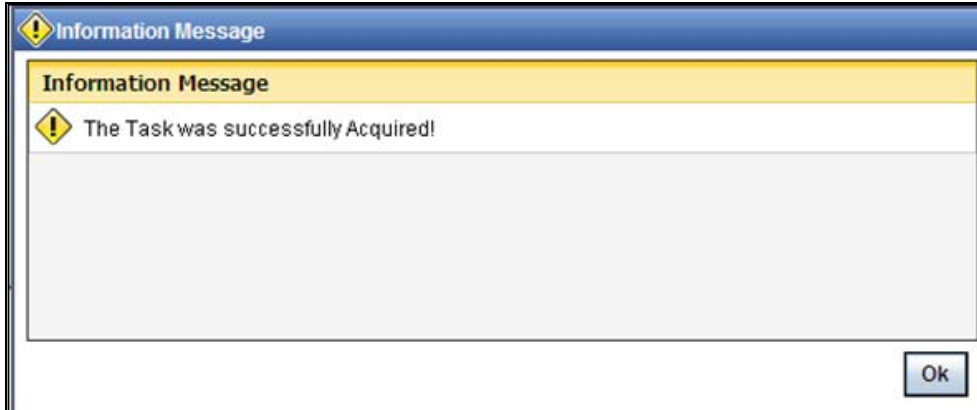 Information Message
Information Message
The Task was successfully Acquired!
Ok